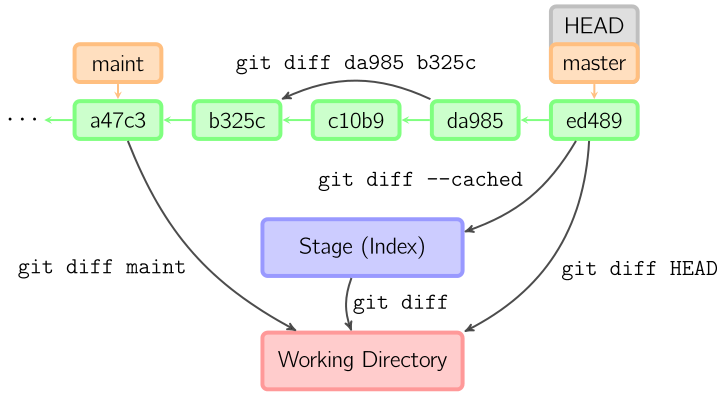 HEAD
maint
git diff da985 b325c
master
...
a47c3
b325c
c10b9
da985
ed489
git diff --cached
Stage (Index)
git diff maint
git diff HEAD
git diff
Working Directory